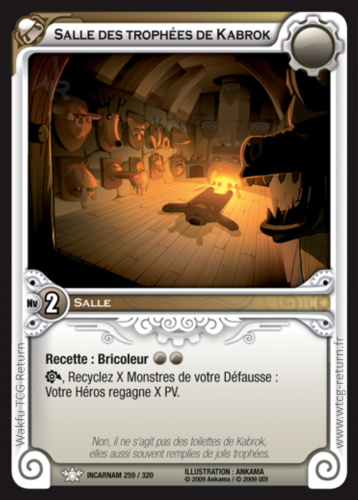 Salle des trophées de Kabrok
Nv 2 Salle
Recette : Bricoleur
, Recyclez X Monstres de votre Défausse :
Votre Héros regagne X PV.
Non, il ne s'agit pas des toilettes de Kabrok,
elles aussi souvent remplies de jolis trophées.
INCARNAM 259 / 320
ILLUSTRATION : ANKAMA
© 2009 Ankama / © 2009 UDI
Wakfu TCG Return
www.wtcg-return.fr